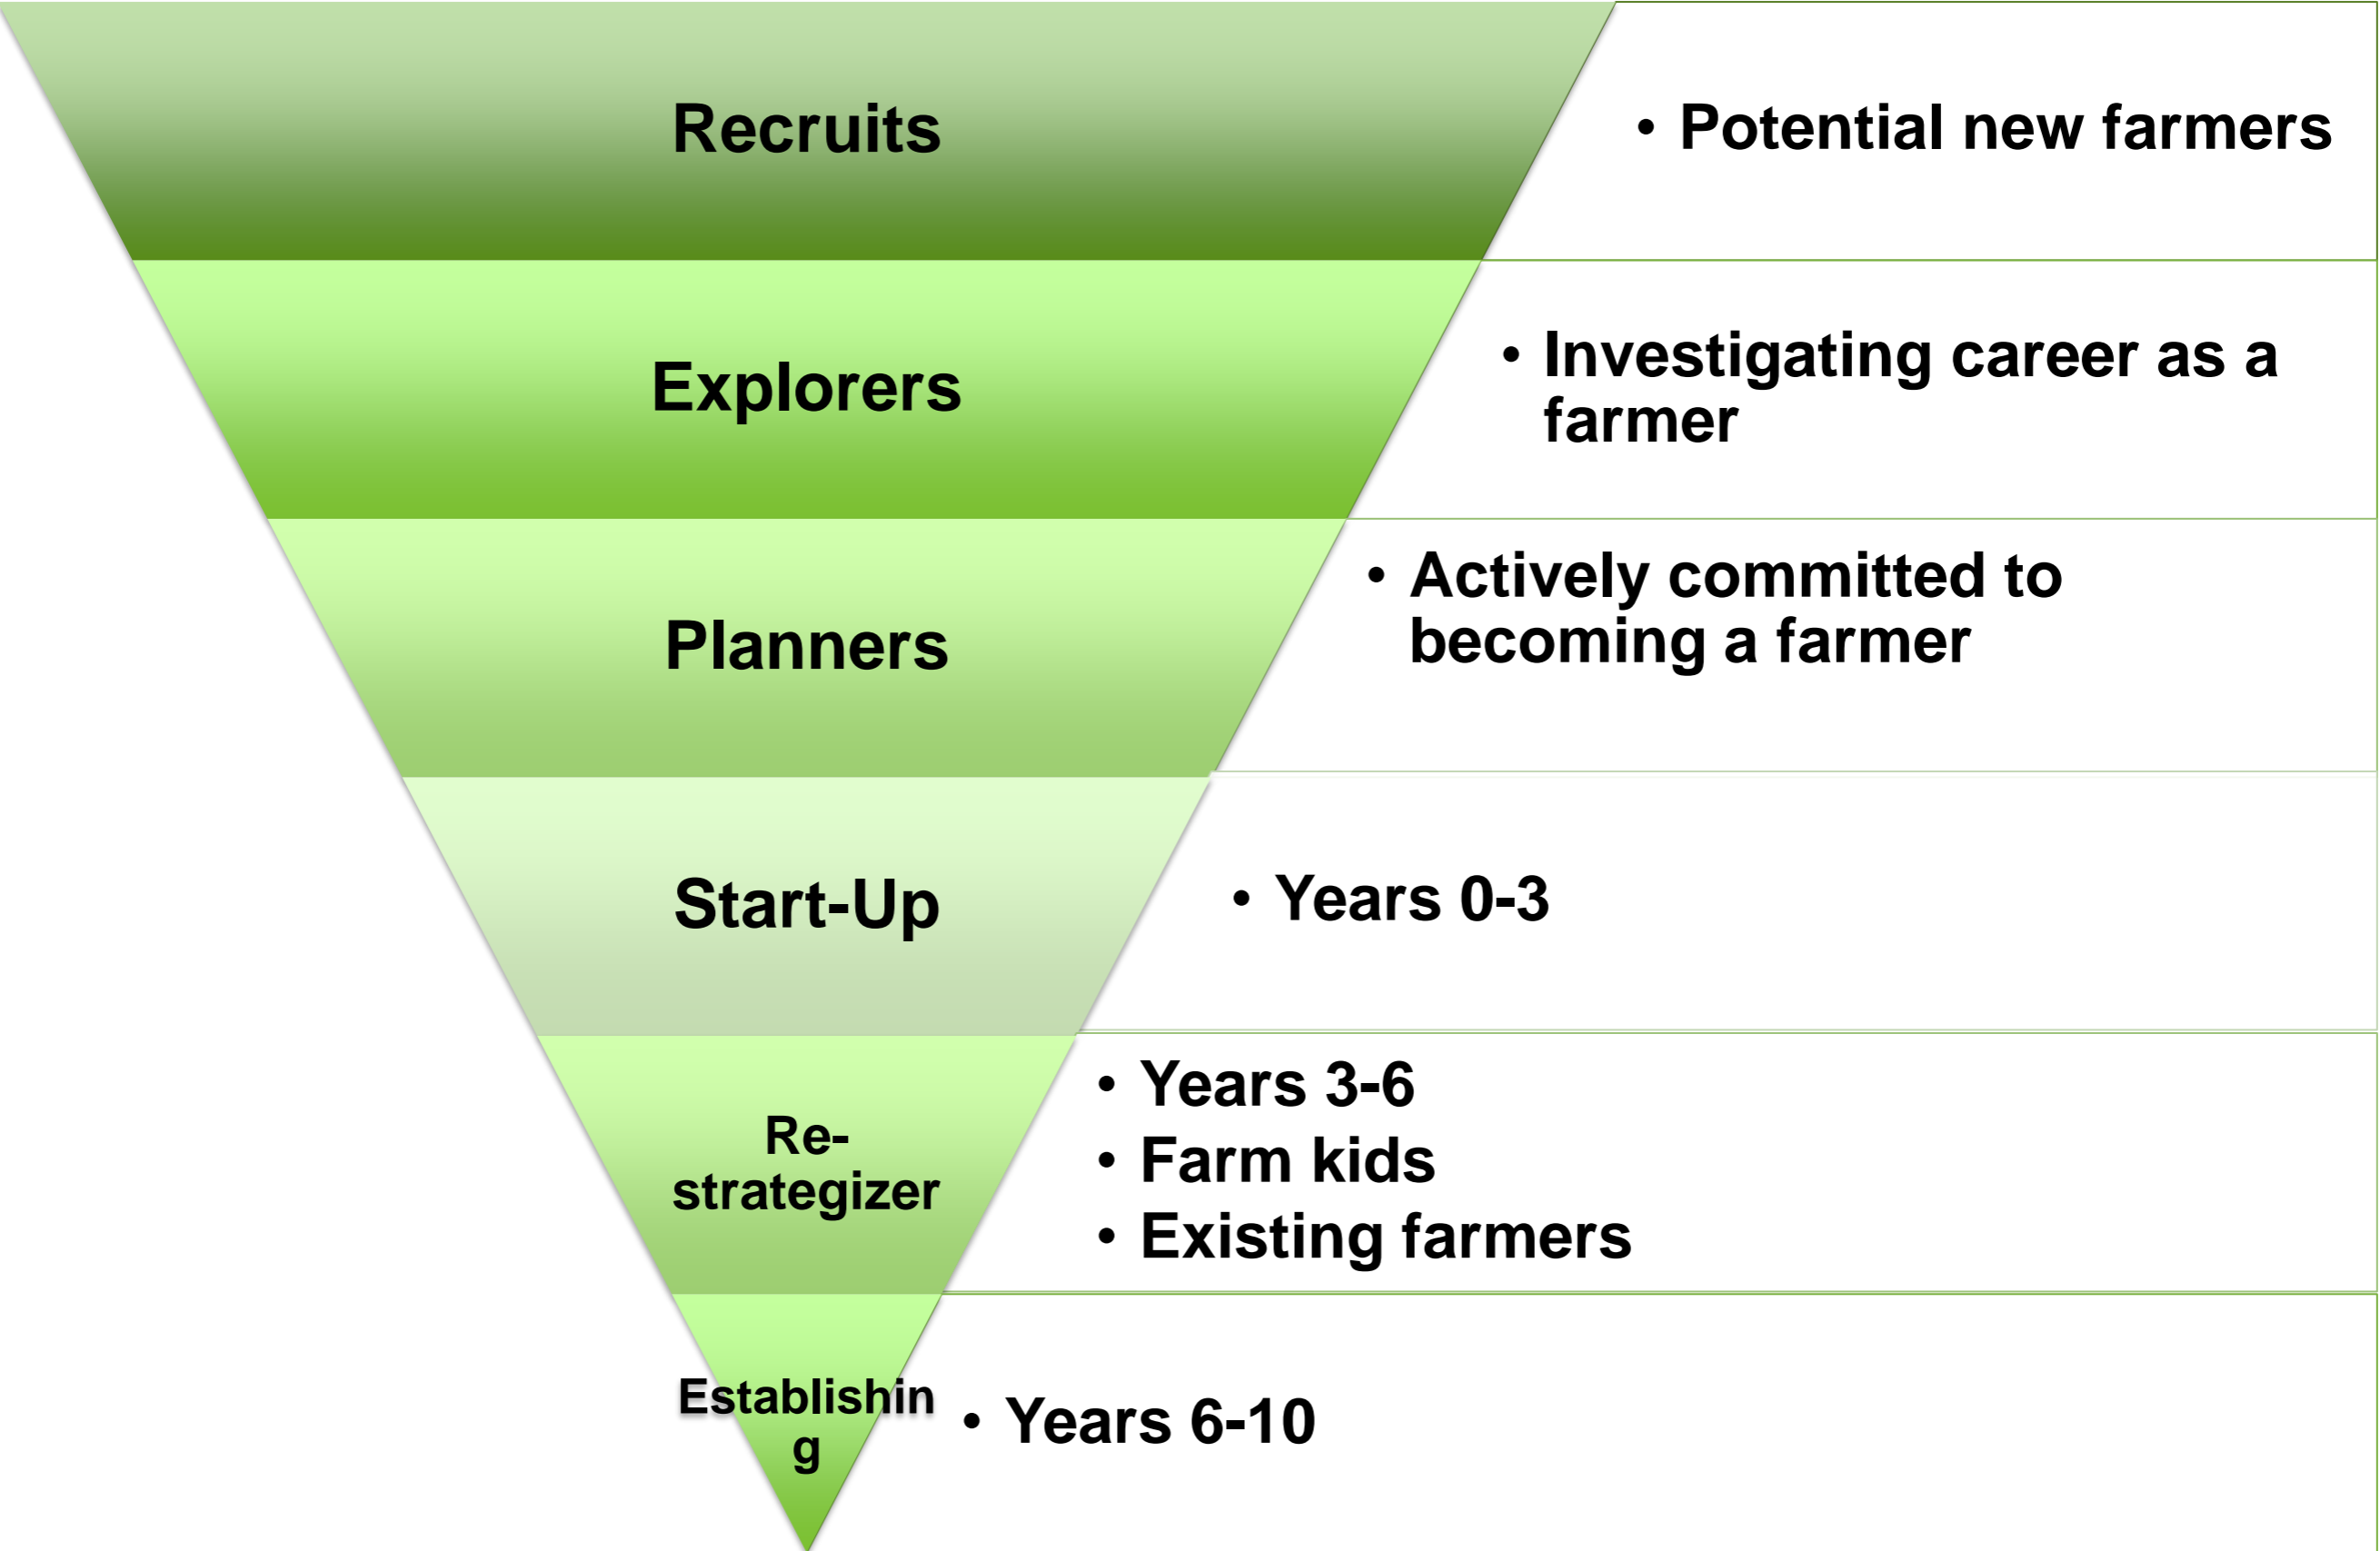 Recruits
• Potential new farmers
Explorers
• Investigating career as a
farmer
Planners
• Actively committed to
becoming a farmer
Start-Up
• Years 0-3
Re-
strategizer
• Years 3-6
• Farm kids
• Existing farmers
Establishin
g
• Years 6-10